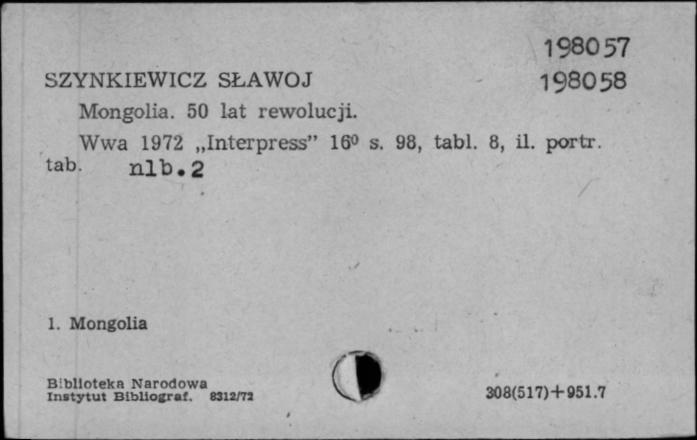 198057
SZYNKIEWICZ SŁAWOJ 198058
Mongolia. 50 lat rewolucji.
Wwa 1972 „Interpress” 16⁰ s. 98, tabl. 8, il. portr.
tab. nlb.2
1. Mongolia
Biblioteka Narodowa
Instytut Bibliograf. 8312/72 308(517)+951.7